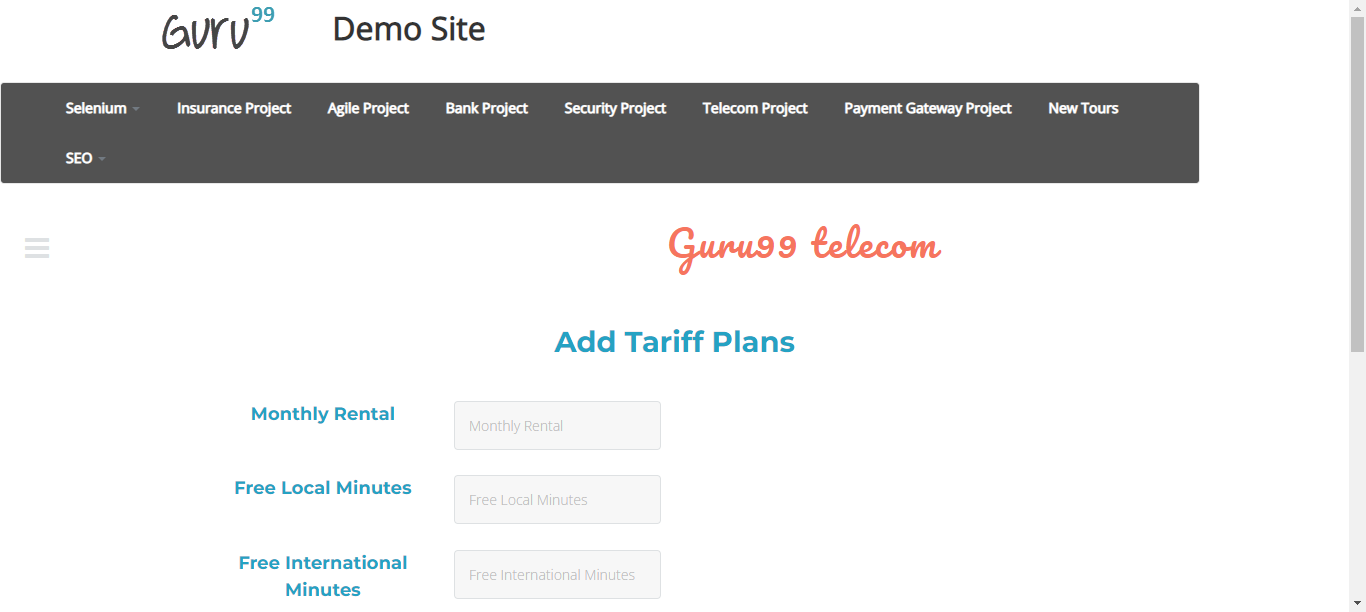 Guru99 Demo Site
Selenium Insurance Project Agile Project Bank Project Security Project Telecom Project Payment Gateway Project New Tours
SEO
Guru99 telecom
Add Tariff Plans
Monthly Rental Monthly Rental
Free Local Minutes Free Local Minutes
Free International Free International Minutes
Minutes